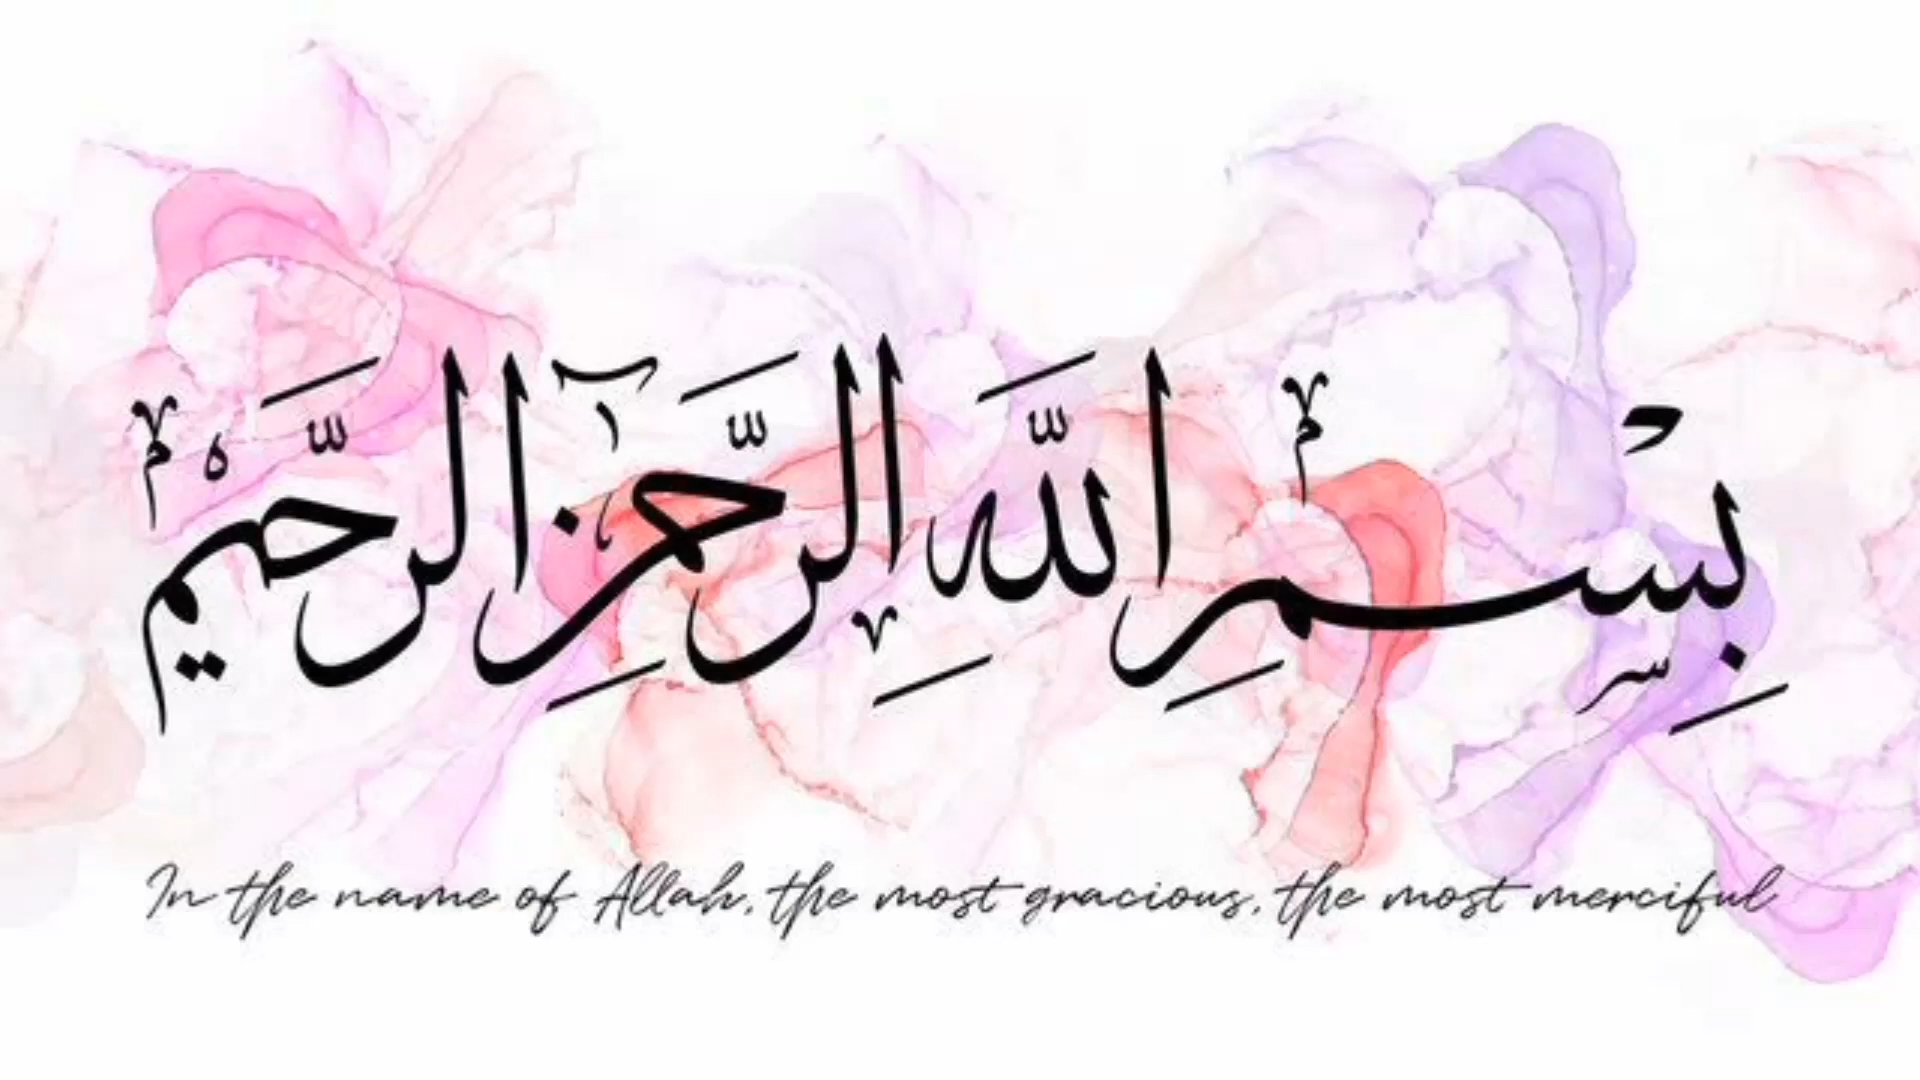 بِسْمِ اللَّهِ الرَّحْمَٰنِ الرَّحِيمِ
In the name of Allah, the most gracious, the most merciful